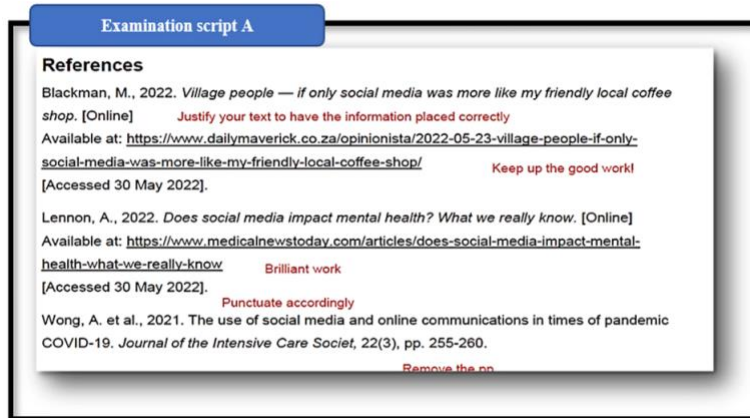 Examination script A
References
Blackman, M., 2022. Village people — if only social media was more like my friendly local coffee
shop. [Online] Justify your text to have the information placed correctly
Available at: https://www.dailymaverick.co.za/opinionista/2022-05-23-village-people-if-only-
social-media-was-more-like-my-friendly-local-coffee-shop/ Keep up the good work!
[Accessed 30 May 2022].
Lennon, A., 2022. Does social media impact mental health? What we really know. [Online]
Available at: https://www.medicalnewstoday.com/articles/does-social-media-impact-mental-
health-what-we-really-know Brilliant work
[Accessed 30 May 2022].
Punctuate accordingly
Wong, A. et al., 2021. The use of social media and online communications in times of pandemic
COVID-19. Journal of the Intensive Care Societ, 22(3), pp. 255-260.
Remove the pp